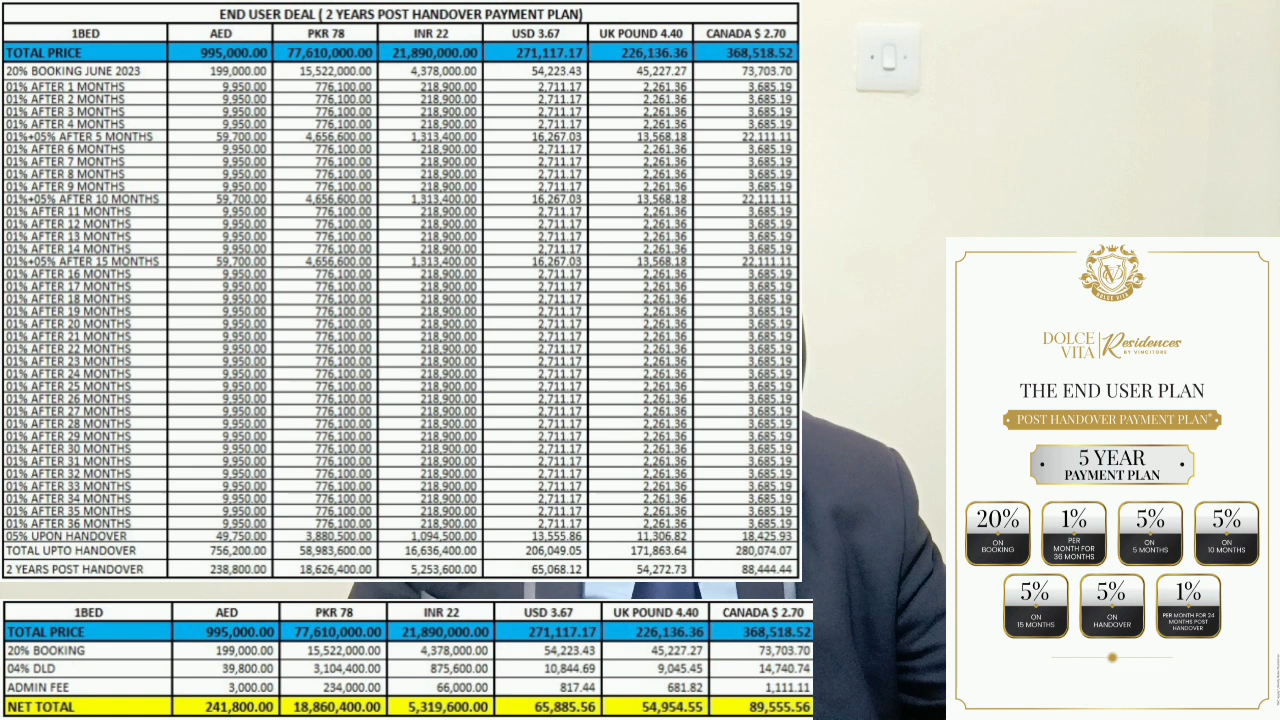 END USER DEAL ( 2 YEARS POST HANDOVER PAYMENT PLAN)
1BED AED PKR 78 INR 22 USD 3.67 UK POUND 4.40 CANADA $ 2.70
TOTAL PRICE 995,000.00 77,610,000.00 21,890,000.00 271,117.17 226,136.36 368,518.52
20% BOOKING JUNE 2023 199,000.00 15,522,000.00 4,378,000.00 54,223.43 45,227.27 73,703.70
01% AFTER 1 MONTHS 9,950.00 776,100.00 218,900.00 2,711.17 2,261.36 3,685.19
01% AFTER 2 MONTHS 9,950.00 776,100.00 218,900.00 2,711.17 2,261.36 3,685.19
01% AFTER 3 MONTHS 9,950.00 776,100.00 218,900.00 2,711.17 2,261.36 3,685.19
01% AFTER 4 MONTHS 9,950.00 776,100.00 218,900.00 2,711.17 2,261.36 3,685.19
01%+05% AFTER 5 MONTHS 59,700.00 4,656,600.00 1,313,400.00 16,267.03 13,568.18 22,111.11
01% AFTER 6 MONTHS 9,950.00 776,100.00 218,900.00 2,711.17 2,261.36 3,685.19
01% AFTER 7 MONTHS 9,950.00 776,100.00 218,900.00 2,711.17 2,261.36 3,685.19
01% AFTER 8 MONTHS 9,950.00 776,100.00 218,900.00 2,711.17 2,261.36 3,685.19
01% AFTER 9 MONTHS 9,950.00 776,100.00 218,900.00 2,711.17 2,261.36 3,685.19
01%+05% AFTER 10 MONTHS 59,700.00 4,656,600.00 1,313,400.00 16,267.03 13,568.18 22,111.11
01% AFTER 11 MONTHS 9,950.00 776,100.00 218,900.00 2,711.17 2,261.36 3,685.19
01% AFTER 12 MONTHS 9,950.00 776,100.00 218,900.00 2,711.17 2,261.36 3,685.19
01% AFTER 13 MONTHS 9,950.00 776,100.00 218,900.00 2,711.17 2,261.36 3,685.19
01% AFTER 14 MONTHS 9,950.00 776,100.00 218,900.00 2,711.17 2,261.36 3,685.19
01%+05% AFTER 15 MONTHS 59,700.00 4,656,600.00 1,313,400.00 16,267.03 13,568.18 22,111.11
01% AFTER 16 MONTHS 9,950.00 776,100.00 218,900.00 2,711.17 2,261.36 3,685.19
01% AFTER 17 MONTHS 9,950.00 776,100.00 218,900.00 2,711.17 2,261.36 3,685.19
01% AFTER 18 MONTHS 9,950.00 776,100.00 218,900.00 2,711.17 2,261.36 3,685.19
01% AFTER 19 MONTHS 9,950.00 776,100.00 218,900.00 2,711.17 2,261.36 3,685.19
01% AFTER 20 MONTHS 9,950.00 776,100.00 218,900.00 2,711.17 2,261.36 3,685.19
01% AFTER 21 MONTHS 9,950.00 776,100.00 218,900.00 2,711.17 2,261.36 3,685.19
01% AFTER 22 MONTHS 9,950.00 776,100.00 218,900.00 2,711.17 2,261.36 3,685.19
01% AFTER 23 MONTHS 9,950.00 776,100.00 218,900.00 2,711.17 2,261.36 3,685.19
01% AFTER 24 MONTHS 9,950.00 776,100.00 218,900.00 2,711.17 2,261.36 3,685.19
01% AFTER 25 MONTHS 9,950.00 776,100.00 218,900.00 2,711.17 2,261.36 3,685.19
01% AFTER 26 MONTHS 9,950.00 776,100.00 218,900.00 2,711.17 2,261.36 3,685.19
01% AFTER 27 MONTHS 9,950.00 776,100.00 218,900.00 2,711.17 2,261.36 3,685.19
01% AFTER 28 MONTHS 9,950.00 776,100.00 218,900.00 2,711.17 2,261.36 3,685.19
01% AFTER 29 MONTHS 9,950.00 776,100.00 218,900.00 2,711.17 2,261.36 3,685.19
01% AFTER 30 MONTHS 9,950.00 776,100.00 218,900.00 2,711.17 2,261.36 3,685.19
01% AFTER 31 MONTHS 9,950.00 776,100.00 218,900.00 2,711.17 2,261.36 3,685.19
01% AFTER 32 MONTHS 9,950.00 776,100.00 218,900.00 2,711.17 2,261.36 3,685.19
01% AFTER 33 MONTHS 9,950.00 776,100.00 218,900.00 2,711.17 2,261.36 3,685.19
01% AFTER 34 MONTHS 9,950.00 776,100.00 218,900.00 2,711.17 2,261.36 3,685.19
01% AFTER 35 MONTHS 9,950.00 776,100.00 218,900.00 2,711.17 2,261.36 3,685.19
01% AFTER 36 MONTHS 9,950.00 776,100.00 218,900.00 2,711.17 2,261.36 3,685.19
05% UPON HANDOVER 49,750.00 3,880,500.00 1,094,500.00 13,555.86 11,306.82 18,425.93
TOTAL UPTO HANDOVER 756,200.00 58,983,600.00 16,636,400.00 206,049.05 171,863.64 280,074.07
2 YEARS POST HANDOVER 238,800.00 18,626,400.00 5,253,600.00 65,068.12 54,272.73 88,444.44
1BED AED PKR 78 INR 22 USD 3.67 UK POUND 4.40 CANADA $ 2.70
TOTAL PRICE 995,000.00 77,610,000.00 21,890,000.00 271,117.17 226,136.36 368,518.52
20% BOOKING 199,000.00 15,522,000.00 4,378,000.00 54,223.43 45,227.27 73,703.70
04% DLD 39,800.00 3,104,400.00 875,600.00 10,844.69 9,045.45 14,740.74
ADMIN FEE 3,000.00 234,000.00 66,000.00 817.44 681.82 1,111.11
NET TOTAL 241,800.00 18,860,400.00 5,319,600.00 65,885.56 54,954.55 89,555.56
DOLCE VITA
DOLCE VITA Residences
BY VINCITORE
THE END USER PLAN
POST HANDOVER PAYMENT PLAN*
5 YEAR
PAYMENT PLAN
20% ON BOOKING
1% PER MONTH FOR 36 MONTHS
5% ON 5 MONTHS
5% ON 10 MONTHS
5% ON 15 MONTHS
5% ON HANDOVER
1% PER MONTH FOR 24 MONTHS POST HANDOVER